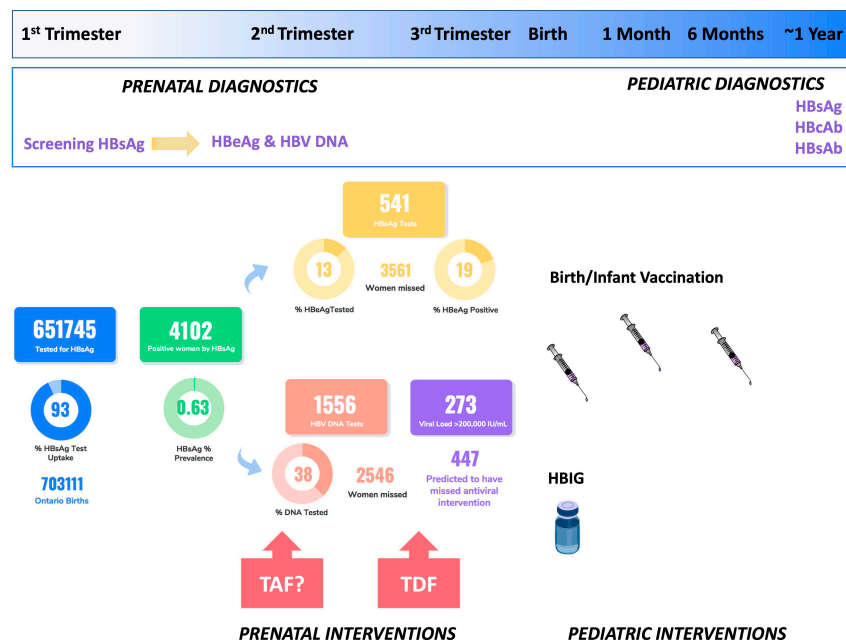 1st Trimester 2nd Trimester 3rd Trimester Birth 1 Month 6 Months ~1 Year
PRENATAL DIAGNOSTICS
PEDIATRIC DIAGNOSTICS
Screening HBsAg
HBeAg & HBV DNA
HBsAg
HBcAb
HBsAb
541
HBeAg Tests
13
% HBeAgTested
3561
Women missed
19
% HBeAg Positive
651745
Tested for HBsAg
93
% HBsAg Test
Uptake
703111
Ontario Births
4102
Positive women by HBsAg
0.63
HBsAg %
Prevalence
1556
HBV DNA Tests
38
% DNA Tested
2546
Women missed
273
Viral Load >200,000 IU/mL
447
Predicted to have
missed antiviral
intervention
Birth/Infant Vaccination
HBIG
TAF?
TDF
PRENATAL INTERVENTIONS
PEDIATRIC INTERVENTIONS